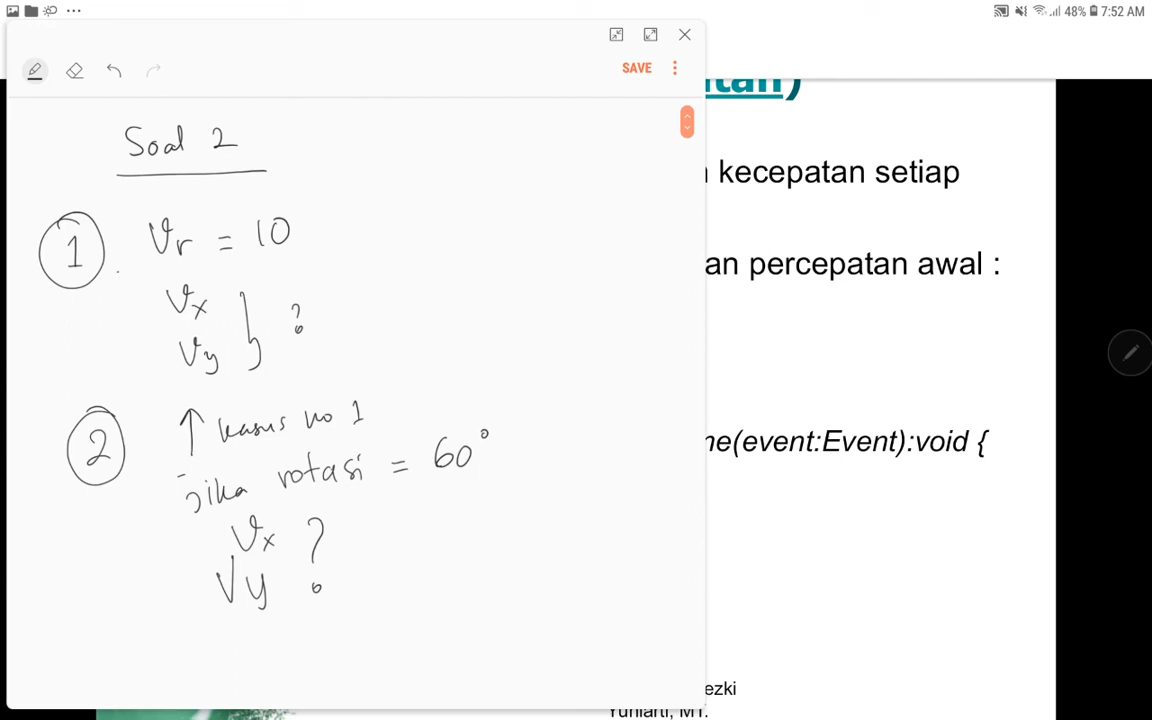 48% 7:52 AM
SAVE
Soal 2
1 Vr = 10
Vx
Vy } ?
2 ↑ kasus no 1
jika rotasi = 60°
Vx ?
Vy
kecepatan setiap
an percepatan awal :
ne(event:Event):void {
ezki
Yuniarti, MT.